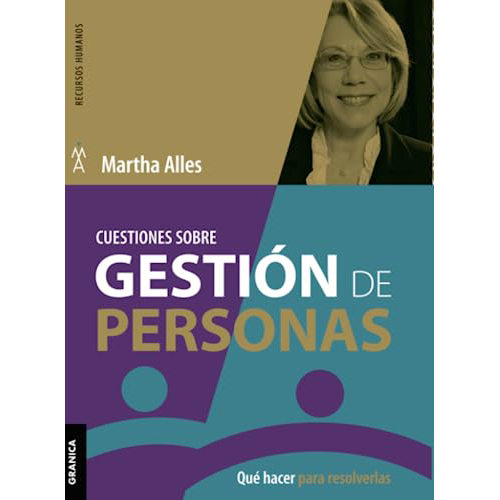 RECURSOS HUMANOS
MA
Martha Alles
CUESTIONES SOBRE
GESTIÓN DE
PERSONAS
Qué hacer para resolverlas
GRANICA